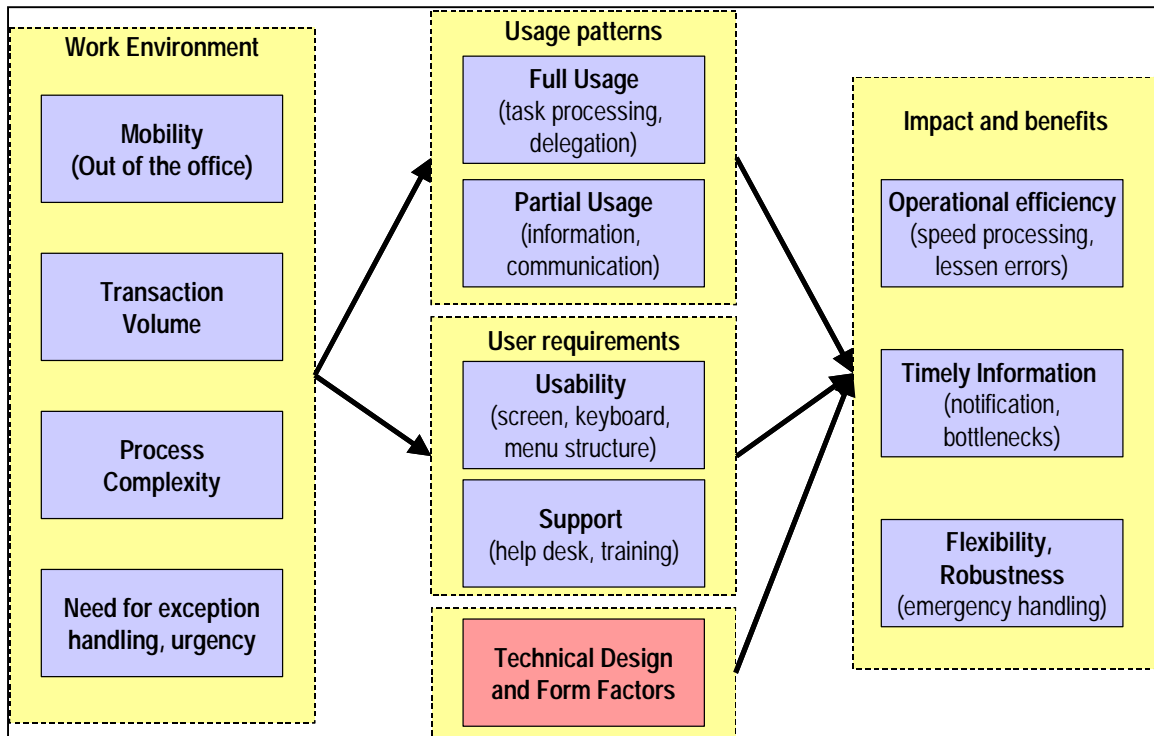 Work Environment
Mobility
(Out of the office)
Transaction
Volume
Process
Complexity
Need for exception
handling, urgency
Usage patterns
Full Usage
(task processing,
delegation)
Partial Usage
(information,
communication)
User requirements
Usability
(screen, keyboard,
menu structure)
Support
(help desk, training)
Technical Design
and Form Factors
Impact and benefits
Operational efficiency
(speed processing,
lessen errors)
Timely Information
(notification,
bottlenecks)
Flexibility,
Robustness
(emergency handling)